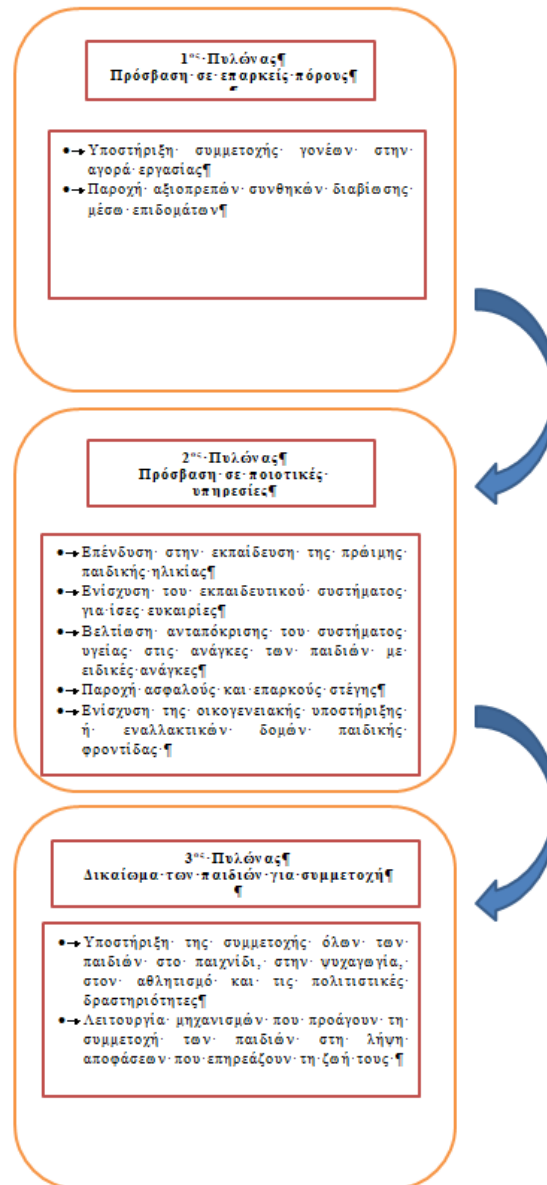 1ος Πυλώνας¶
Πρόσβαση σε επαρκείς πόρους¶
¶
•→Υποστήριξη συμμετοχής γονέων στην
αγορά εργασίας¶
•→Παροχή αξιοπρεπών συνθηκών διαβίωσης
μέσω επιδομάτων¶
2ος Πυλώνας¶
Πρόσβαση σε ποιοτικές
υπηρεσίες¶
•→Επένδυση στην εκπαίδευση της πρώιμης
παιδικής ηλικίας¶
•→Ενίσχυση του εκπαιδευτικού συστήματος
για ίσες ευκαιρίες¶
•→Βελτίωση ανταπόκρισης του συστήματος
υγείας στις ανάγκες των παιδιών με
ειδικές ανάγκες¶
•→Παροχή ασφαλούς και επαρκούς στέγης¶
•→Ενίσχυση της οικογενειακής υποστήριξης
ή εναλλακτικών δομών παιδικής
φροντίδας ¶
3ος Πυλώνας¶
Δικαίωμα των παιδιών για συμμετοχή¶
¶
•→Υποστήριξη της συμμετοχής όλων των
παιδιών στο παιχνίδι, στην ψυχαγωγία,
στον αθλητισμό και τις πολιτιστικές
δραστηριότητες¶
•→Λειτουργία μηχανισμών που προάγουν τη
συμμετοχή των παιδιών στη λήψη
αποφάσεων που επηρεάζουν τη ζωή τους ¶